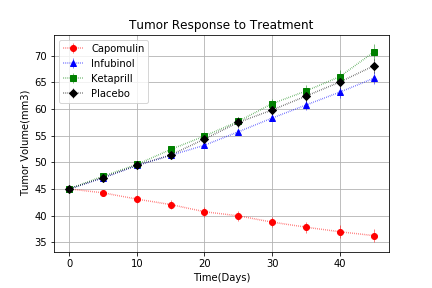 Tumor Response to Treatment
Capomulin
Infubinol
Ketaprill
Placebo
70
65
60
55
50
45
40
35
Tumor Volume(mm3)
0 10 20 30 40
Time(Days)